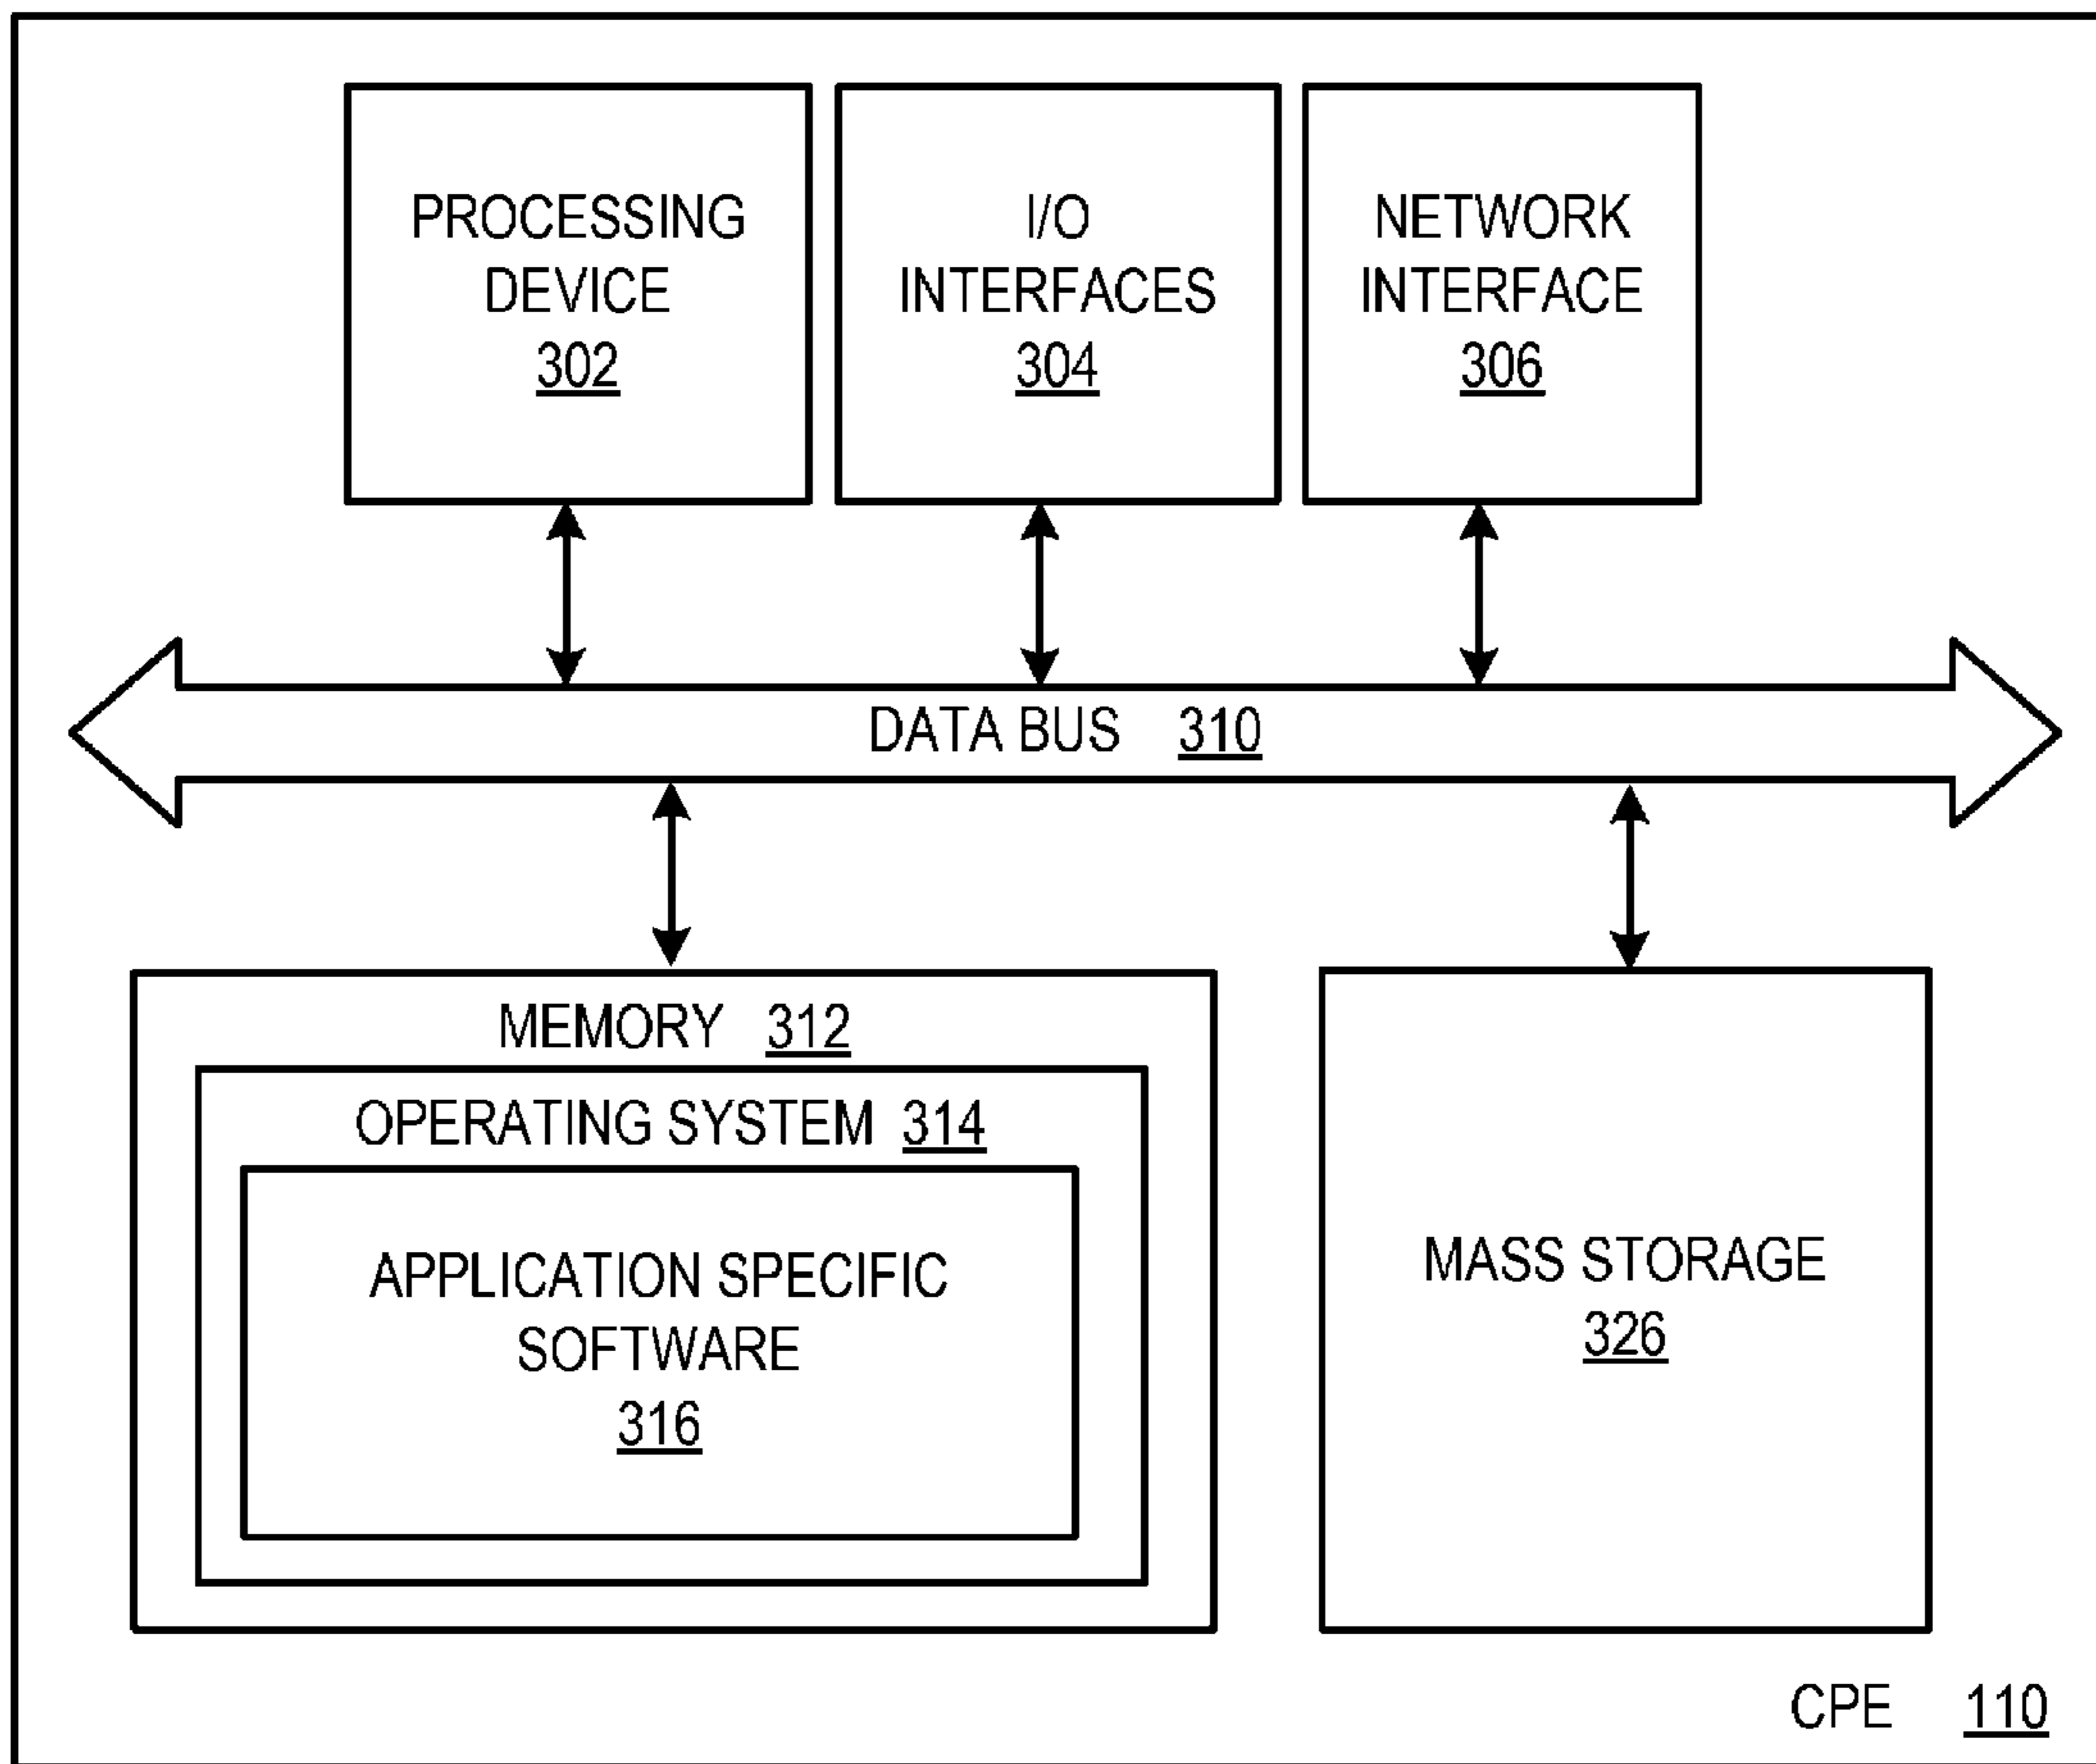 PROCESSING
DEVICE
302
I/O
INTERFACES
304
NETWORK
INTERFACE
306
DATA BUS 310
MEMORY 312
OPERATING SYSTEM 314
APPLICATION SPECIFIC
SOFTWARE
316
MASS STORAGE
326
CPE 110